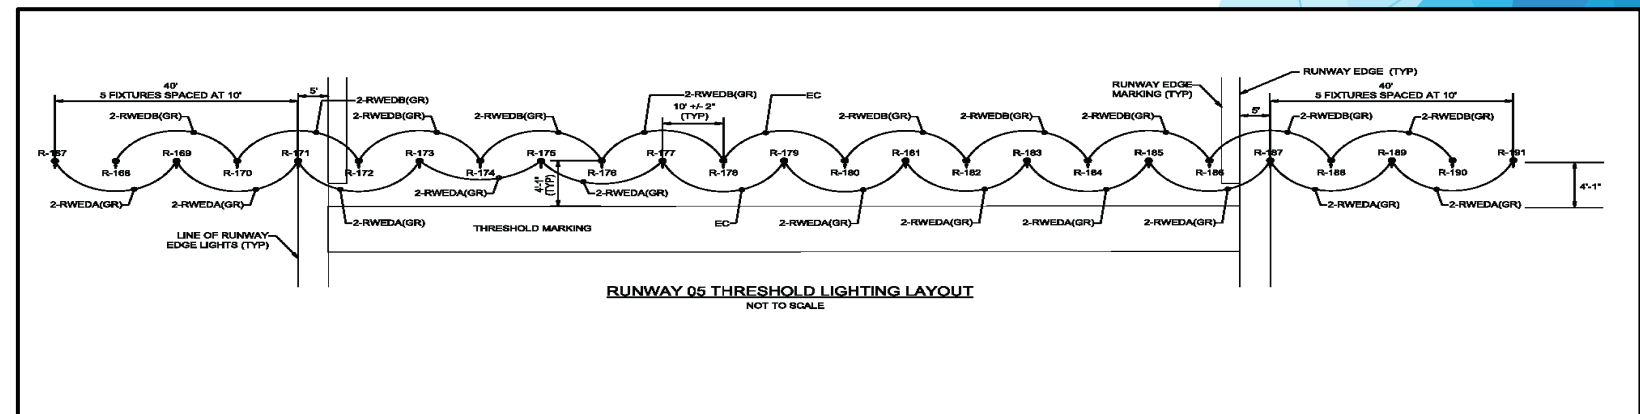 40'
5 FIXTURES SPACED AT 10'
5'
2-RWEDB(GR)
2-RWEDB(GR)
2-RWEDB(GR)
2-RWEDB(GR)
2-RWEDB(GR)
10' +/- 2"
(TYP)
EC
2-RWEDB(GR)
2-RWEDB(GR)
2-RWEDB(GR)
RUNWAY EDGE
MARKING (TYP)
RUNWAY EDGE (TYP)
40'
5 FIXTURES SPACED AT 10'
5'
2-RWEDB(GR)
2-RWEDB(GR)
R-167
R-168
R-169
R-170
R-171
R-172
R-173
R-174
R-175
R-176
R-177
R-178
R-179
R-180
R-181
R-182
R-183
R-184
R-185
R-186
R-187
R-188
R-189
R-190
R-191
4'-1"
(TYP)
4'-1"
2-RWEDA(GR)
2-RWEDA(GR)
2-RWEDA(GR)
2-RWEDA(GR)
2-RWEDA(GR)
EC
2-RWEDA(GR)
2-RWEDA(GR)
2-RWEDA(GR)
2-RWEDA(GR)
2-RWEDA(GR)
2-RWEDA(GR)
THRESHOLD MARKING
LINE OF RUNWAY
EDGE LIGHTS (TYP)
RUNWAY 05 THRESHOLD LIGHTING LAYOUT
NOT TO SCALE